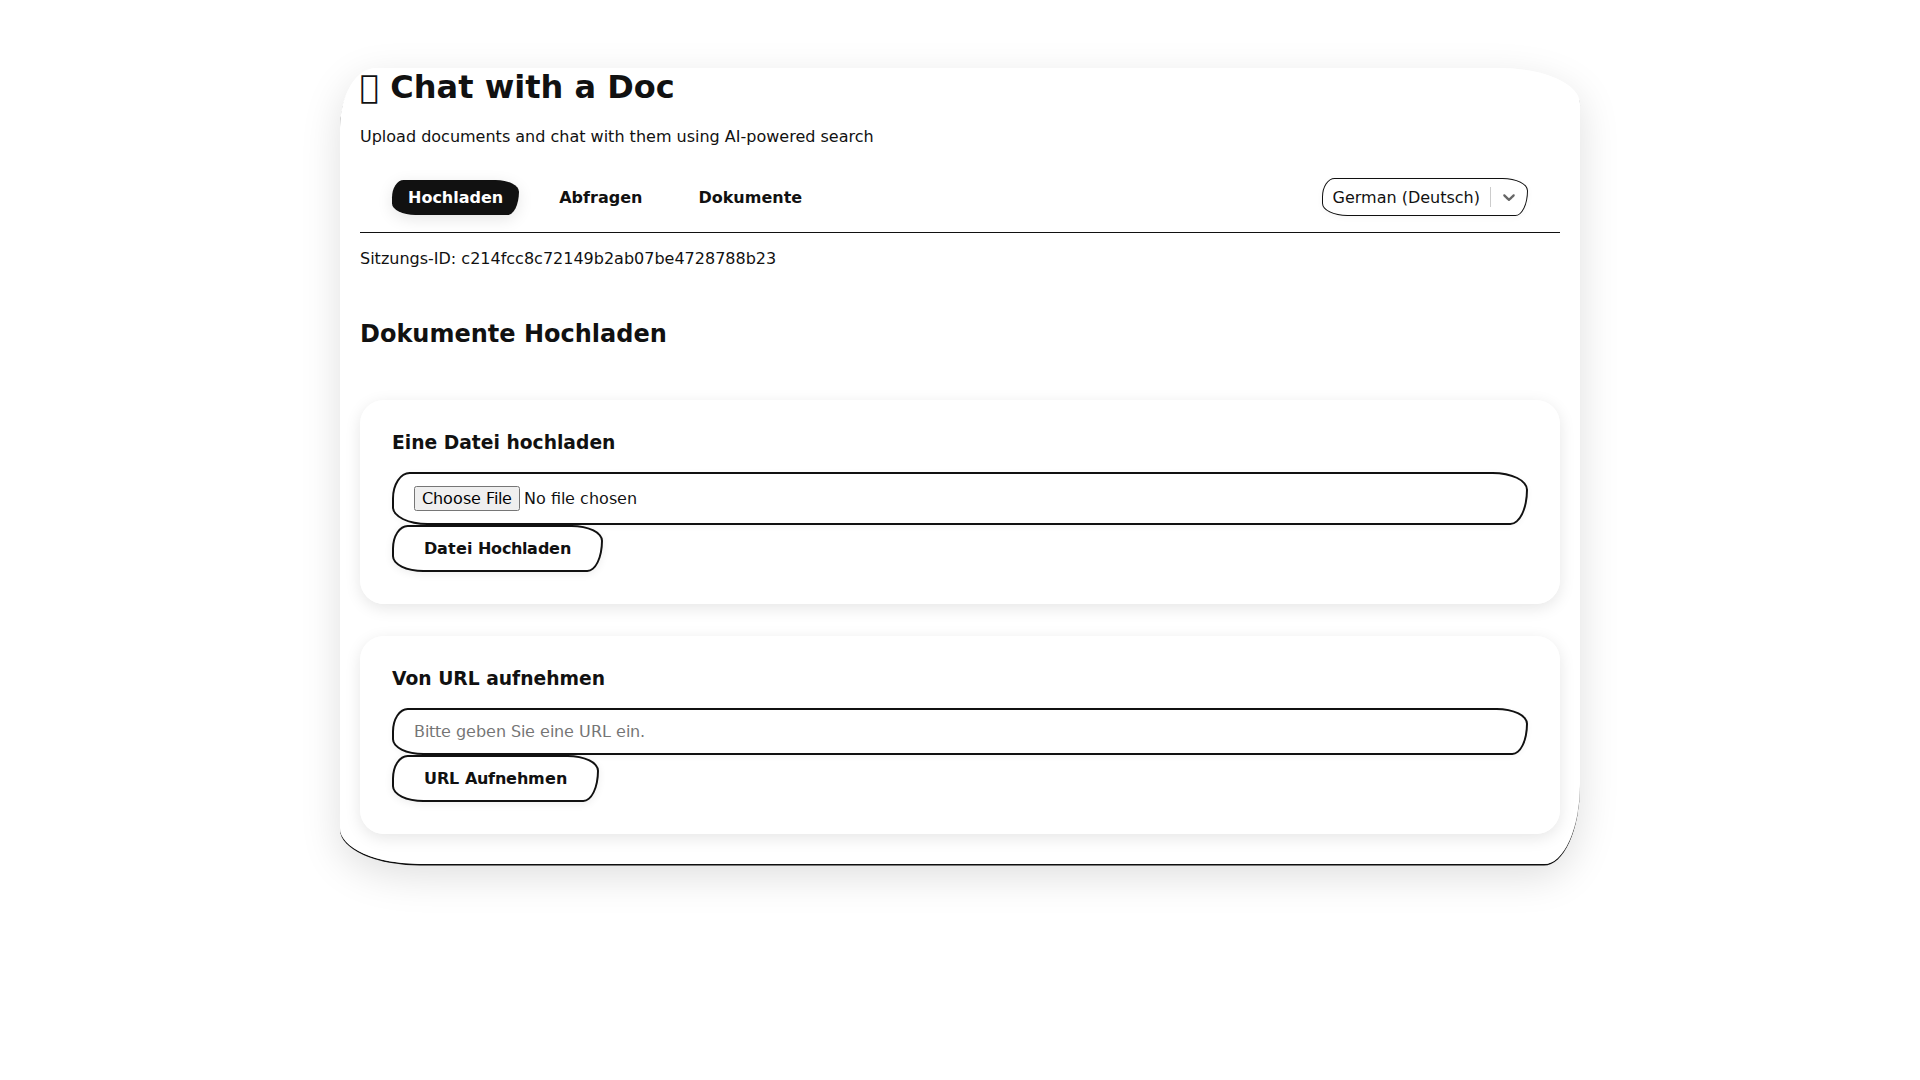 Chat with a Doc
Upload documents and chat with them using AI-powered search
Hochladen Abfragen Dokumente German (Deutsch)
Sitzungs-ID: c214fcc8c72149b2ab07be4728788b23
Dokumente Hochladen
Eine Datei hochladen
Choose File No file chosen
Datei Hochladen
Von URL aufnehmen
Bitte geben Sie eine URL ein.
URL Aufnehmen